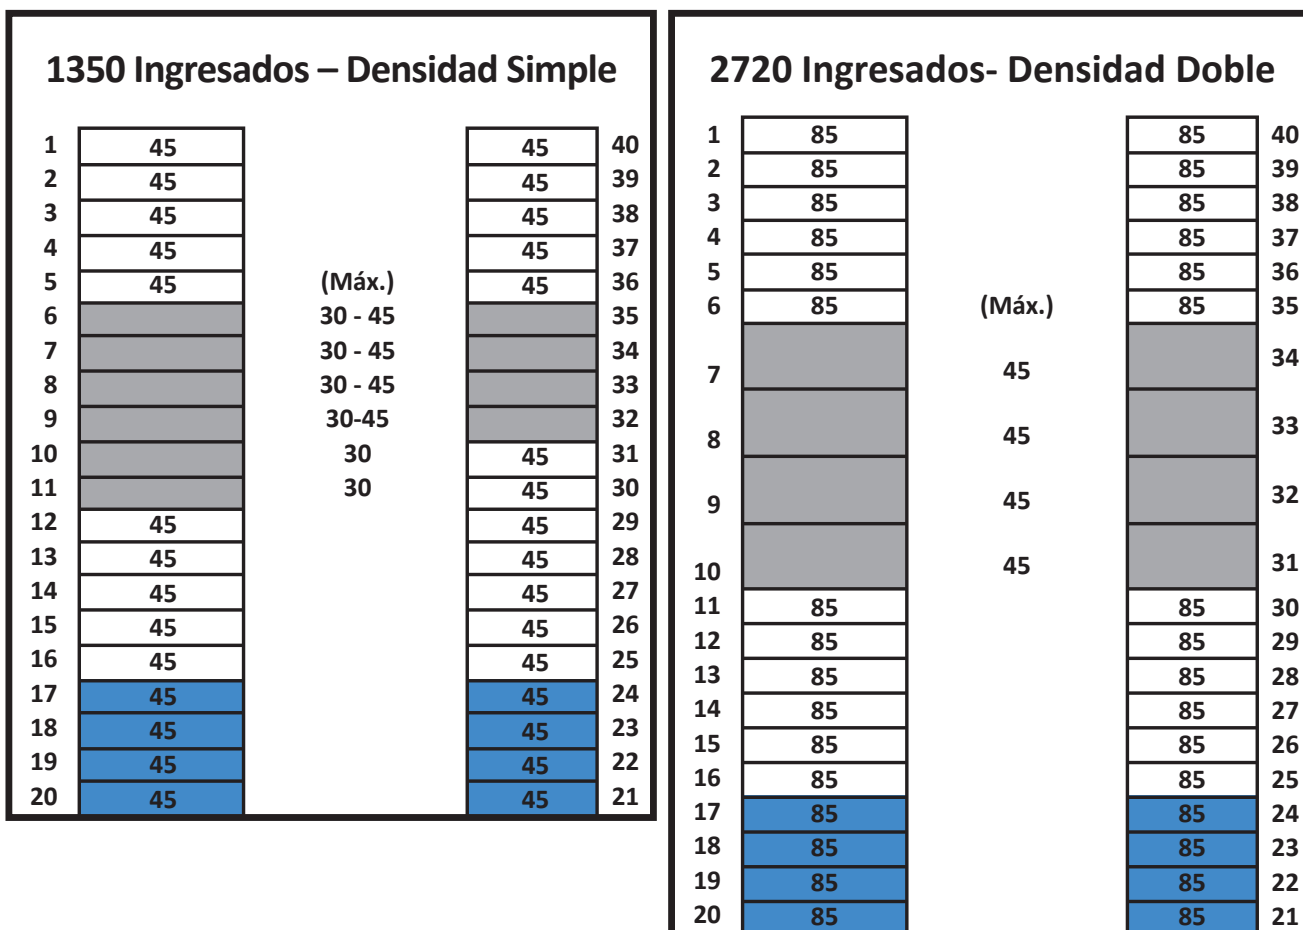 1350 Ingresados – Densidad Simple
1 45 45 40
2 45 45 39
3 45 45 38
4 45 45 37
5 45 (Máx.) 45 36
6 30 - 45 35
7 30 - 45 34
8 30 - 45 33
9 30-45 32
10 30 45 31
11 30 45 30
12 45 45 29
13 45 45 28
14 45 45 27
15 45 45 26
16 45 45 25
17 45 45 24
18 45 45 23
19 45 45 22
20 45 45 21
2720 Ingresados- Densidad Doble
1 85 85 40
2 85 85 39
3 85 85 38
4 85 85 37
5 85 85 36
6 85 (Máx.) 85 35
7 45 34
8 45 33
9 45 32
10 45 31
11 85 85 30
12 85 85 29
13 85 85 28
14 85 85 27
15 85 85 26
16 85 85 25
17 85 85 24
18 85 85 23
19 85 85 22
20 85 85 21